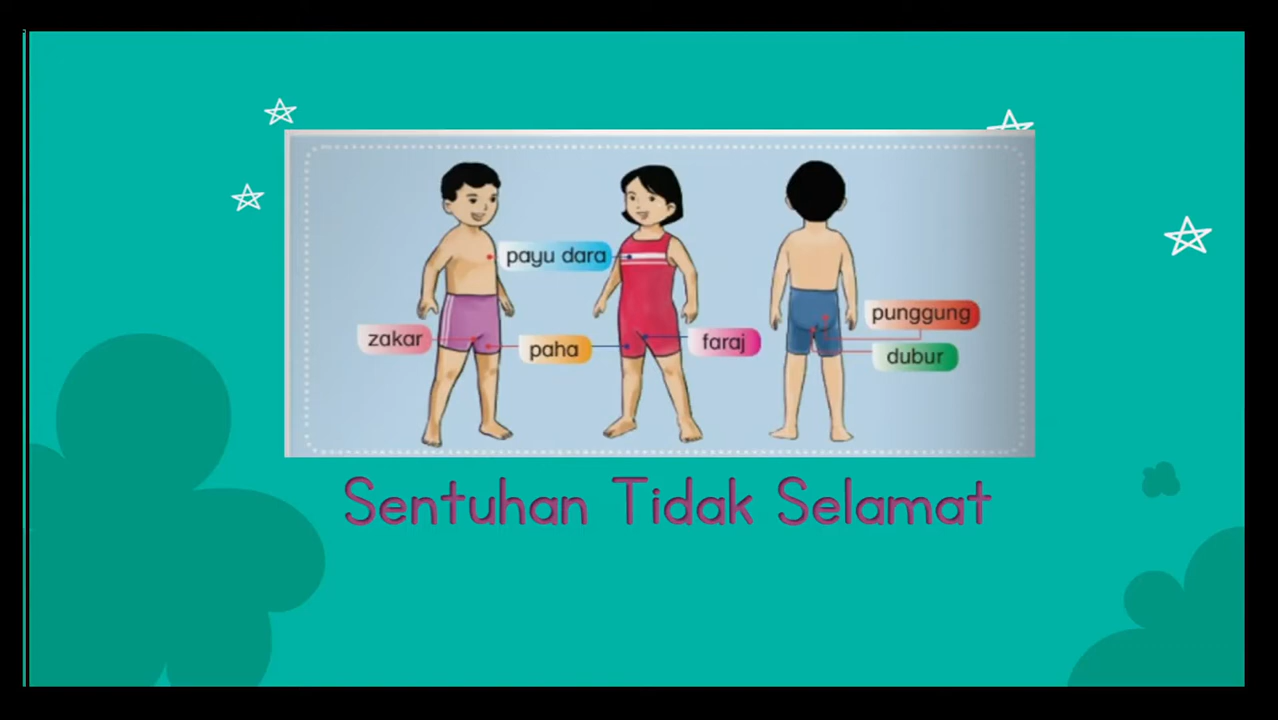 payu dara
zakar
paha
faraj
punggung
dubur
Sentuhan Tidak Selamat